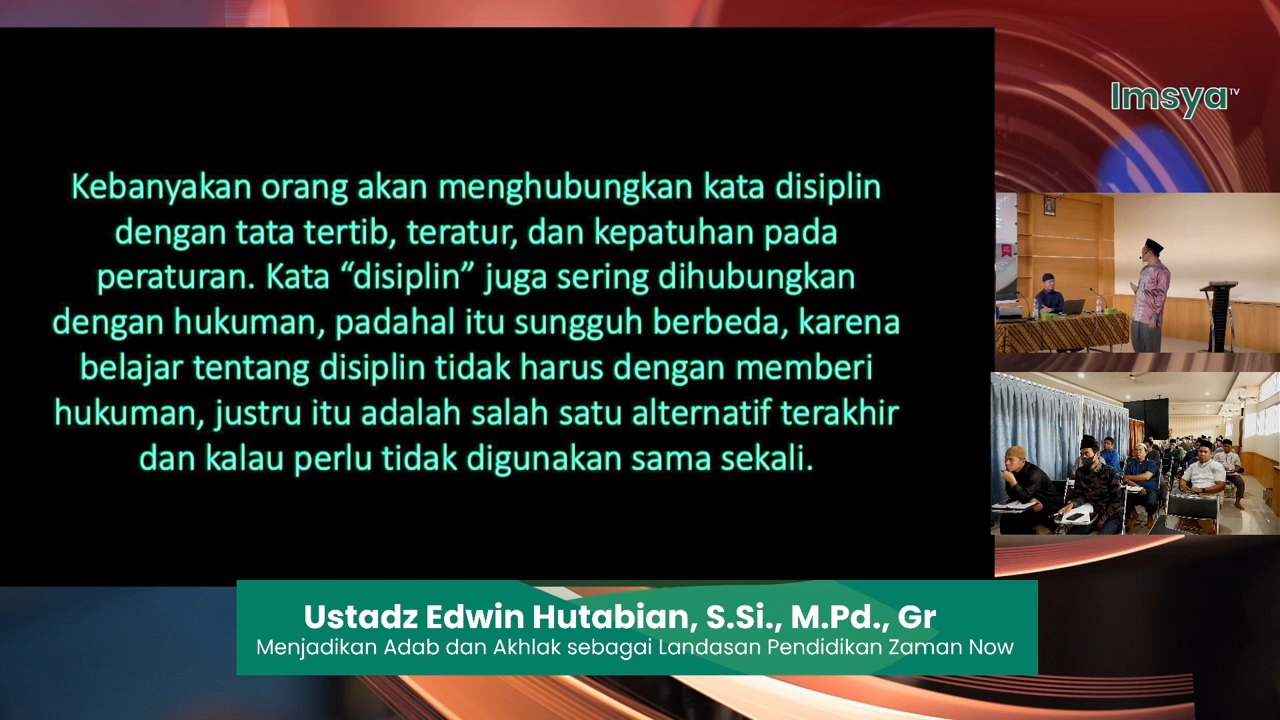 Kebanyakan orang akan menghubungkan kata disiplin
dengan tata tertib, teratur, dan kepatuhan pada
peraturan. Kata “disiplin” juga sering dihubungkan
dengan hukuman, padahal itu sungguh berbeda, karena
belajar tentang disiplin tidak harus dengan memberi
hukuman, justru itu adalah salah satu alternatif terakhir
dan kalau perlu tidak digunakan sama sekali.
Imsya TV
Ustadz Edwin Hutabian, S.Si., M.Pd., Gr
Menjadikan Adab dan Akhlak sebagai Landasan Pendidikan Zaman Now